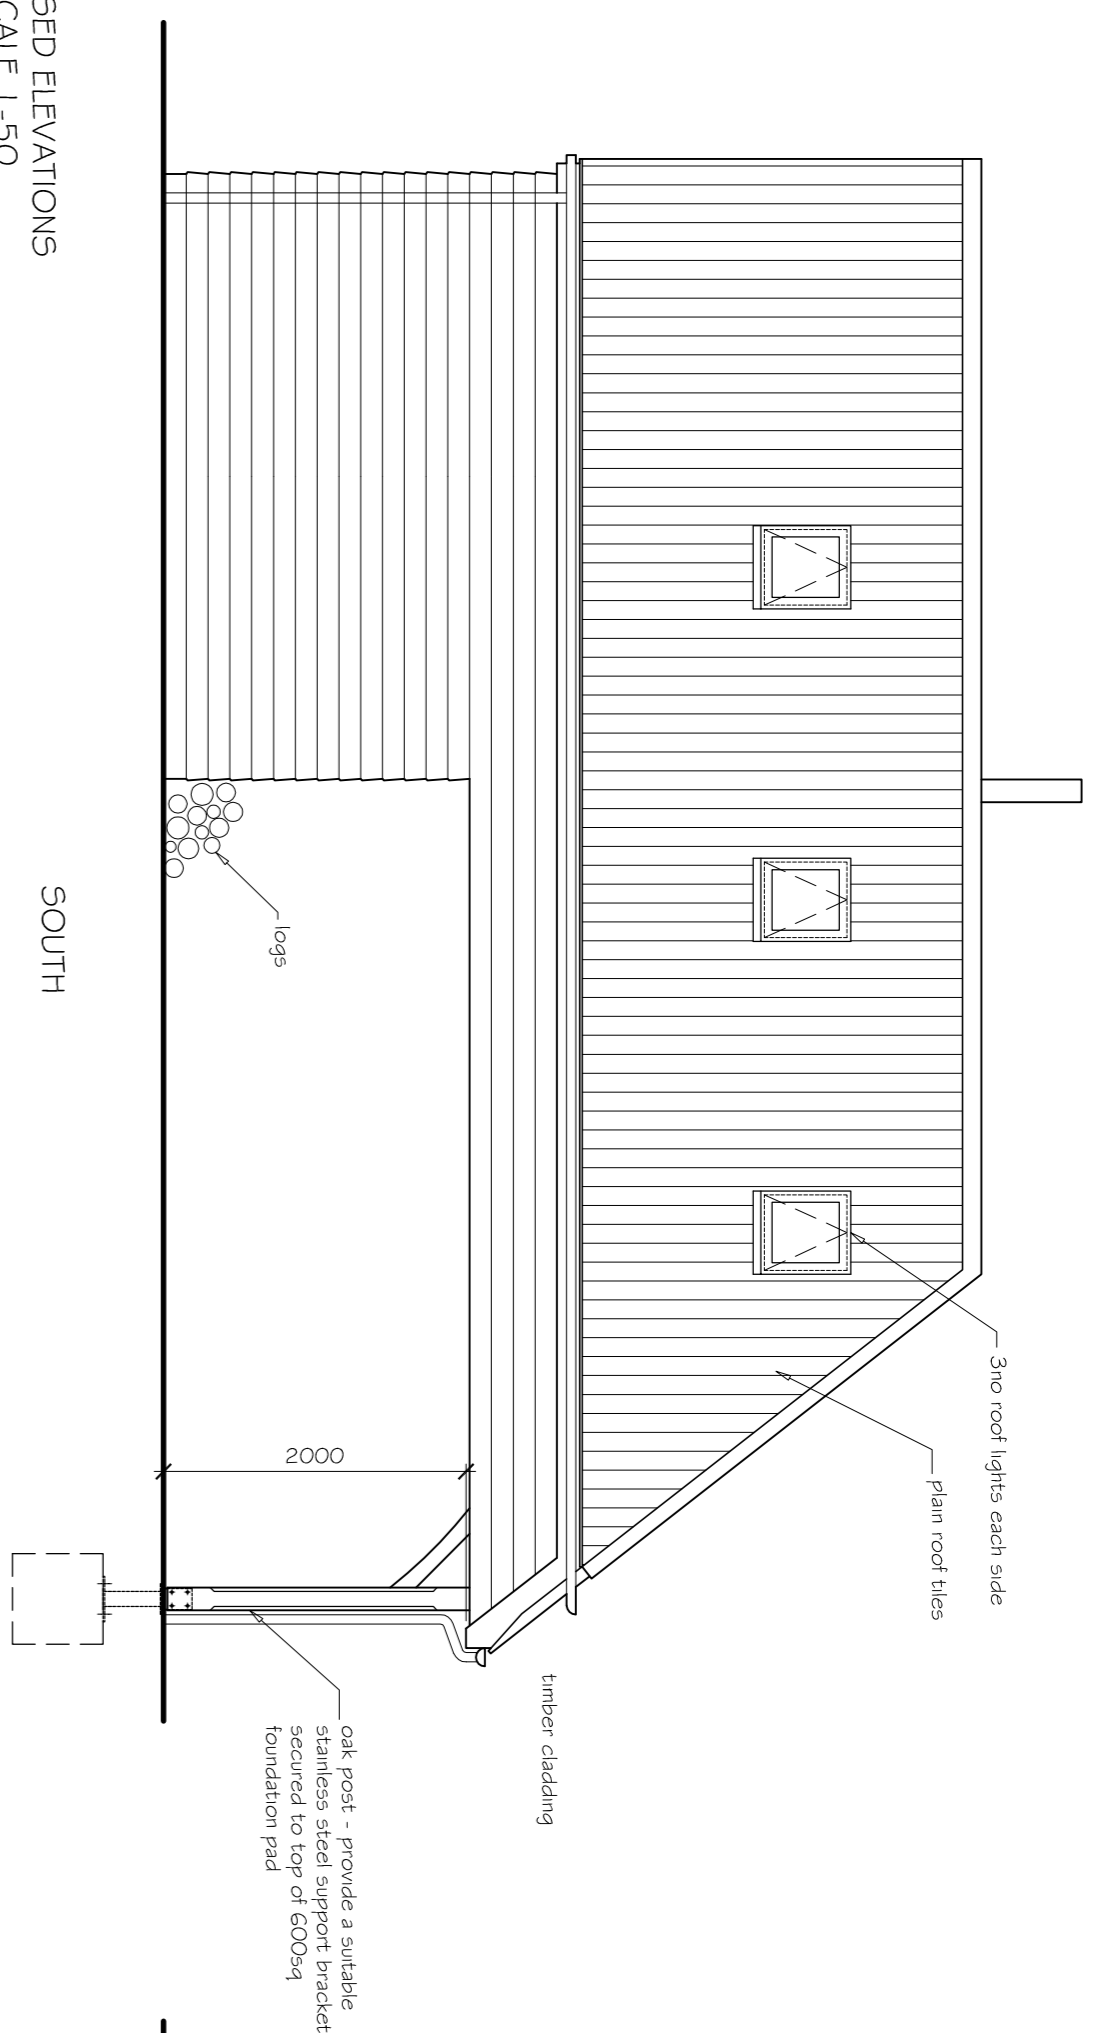 3no roof lights each side
plain roof tiles
timber cladding
oak post - provide a suitable
stainless steel support bracket
secured to top of 600sq
foundation pad
2000
logs
SOUTH
SED ELEVATIONS
CALE 1-50